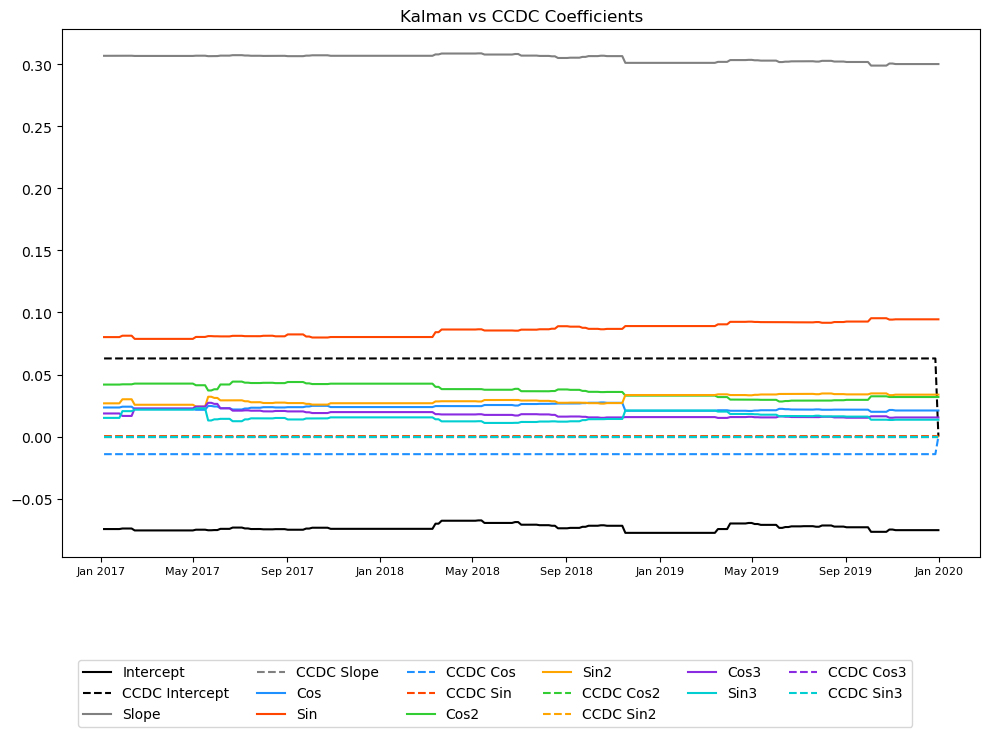 Kalman vs CCDC Coefficients
0.30
0.25
0.20
0.15
0.10
0.05
0.00
−0.05
Jan 2017 May 2017 Sep 2017 Jan 2018 May 2018 Sep 2018 Jan 2019 May 2019 Sep 2019 Jan 2020
Intercept CCDC Slope CCDC Cos Sin2 Cos3 CCDC Cos3
CCDC Intercept Cos CCDC Sin CCDC Cos2 Sin3 CCDC Sin3
Slope Sin Cos2 CCDC Sin2